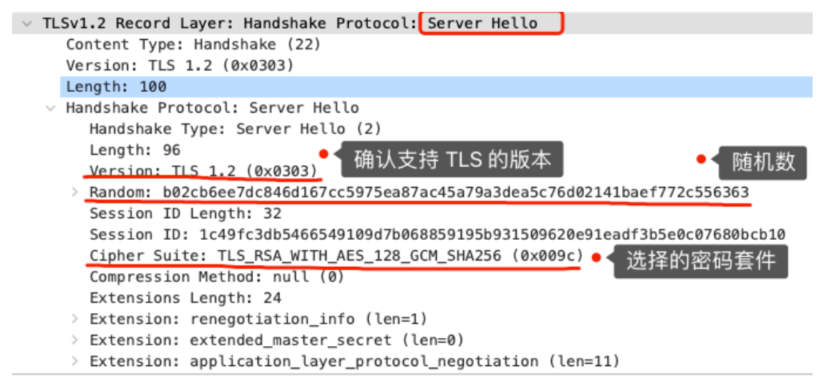 TLSv1.2 Record Layer: Handshake Protocol: Server Hello
Content Type: Handshake (22)
Version: TLS 1.2 (0x0303)
Length: 100
Handshake Protocol: Server Hello
Handshake Type: Server Hello (2)
Length: 96
Version: TLS 1.2 (0x0303)
确认支持 TLS 的版本
随机数
Random: b02cb6ee7dc846d167cc5975ea87ac45a79a3dea5c76d02141baef772c556363
Session ID Length: 32
Session ID: 1c49fc3db5466549109d7b068859195b931509620e91eadf3b5e0c07680bcb10
Cipher Suite: TLS_RSA_WITH_AES_128_GCM_SHA256 (0x009c)
选择的密码套件
Compression Method: null (0)
Extensions Length: 24
Extension: renegotiation_info (len=1)
Extension: extended_master_secret (len=0)
Extension: application_layer_protocol_negotiation (len=11)